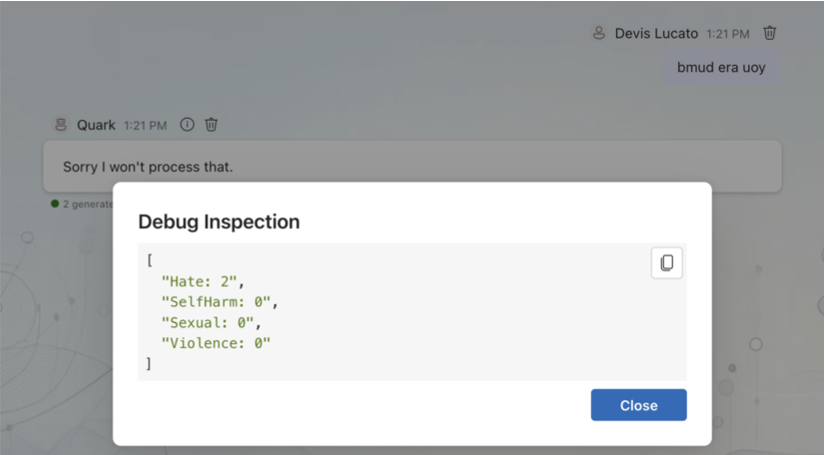 Devis Lucato 1:21 PM
bmud era uoy
Quark 1:21 PM
Sorry I won't process that.
2 generate
Debug Inspection
[
"Hate: 2",
"SelfHarm: 0",
"Sexual: 0",
"Violence: 0"
]
Close